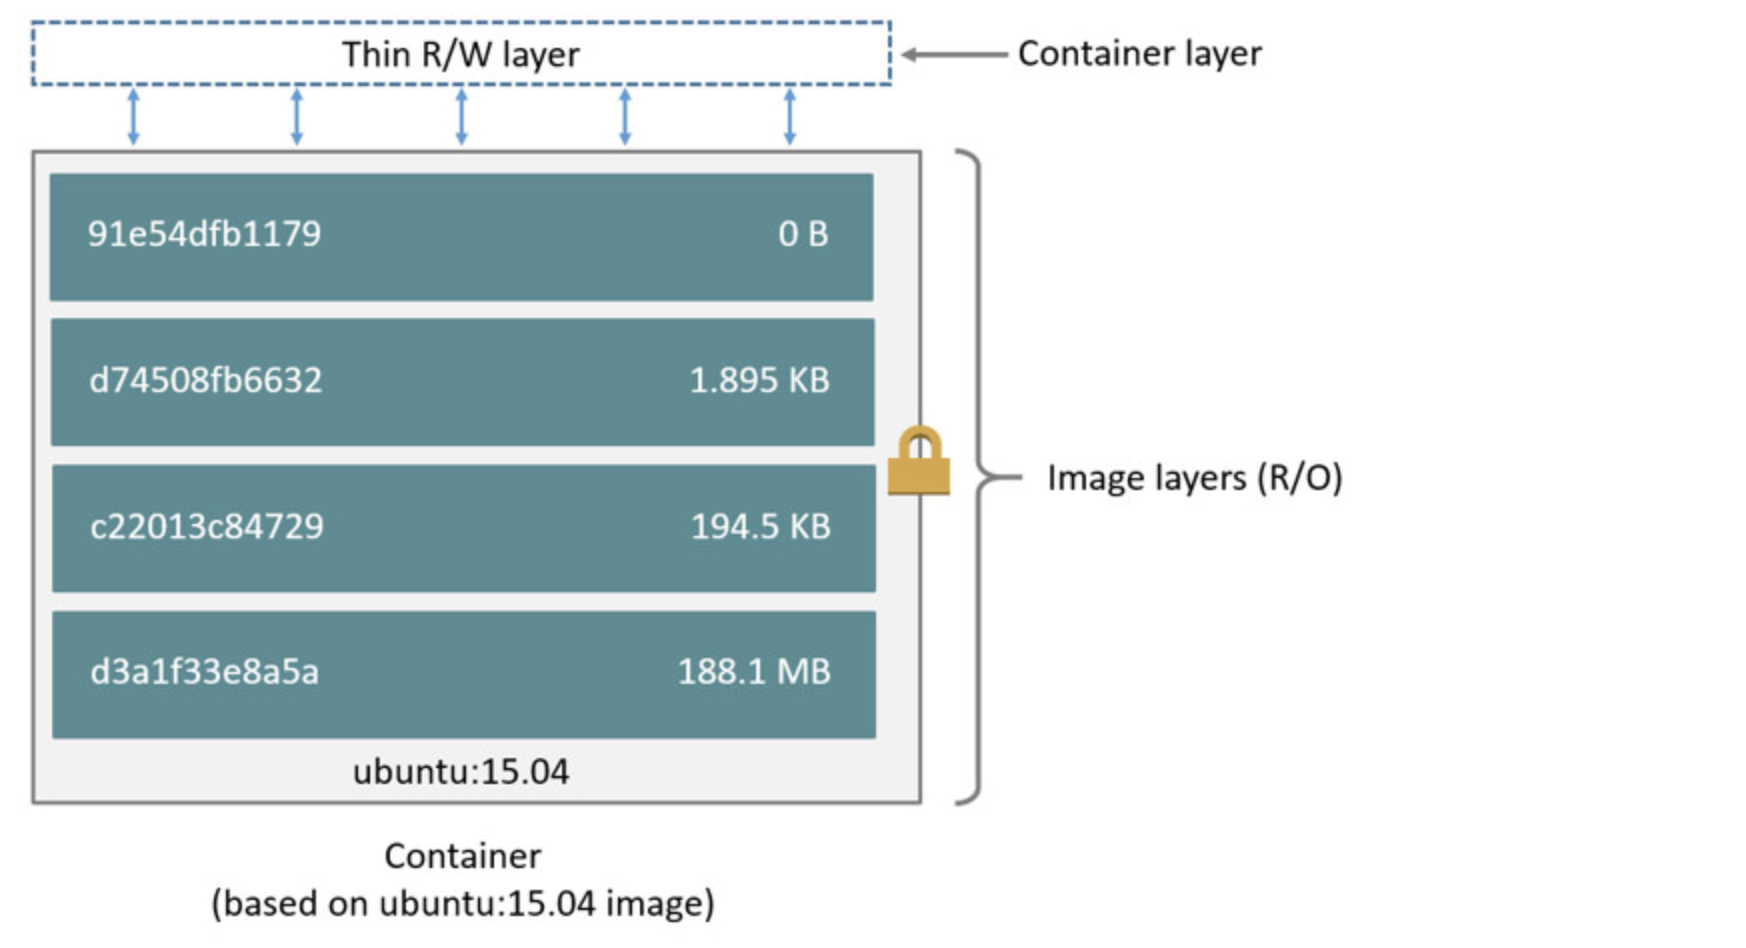 Thin R/W layer
Container layer
91e54dfb1179 0 B
d74508fb6632 1.895 KB
c22013c84729 194.5 KB
d3a1f33e8a5a 188.1 MB
Image layers (R/O)
ubuntu:15.04
Container
(based on ubuntu:15.04 image)